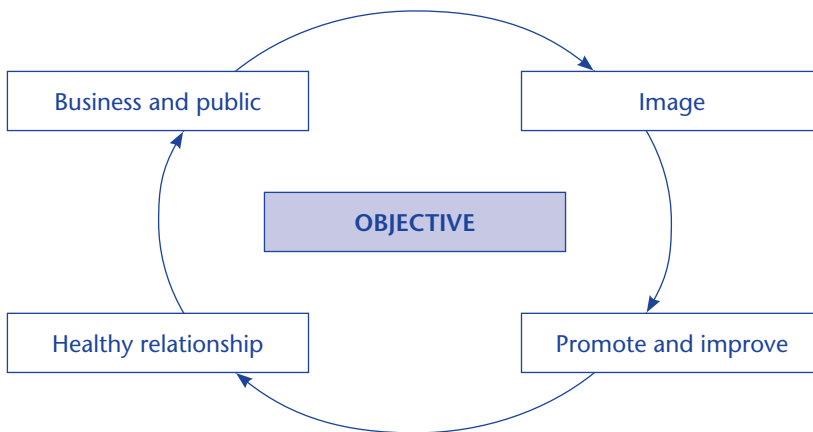 Business and public
Image
OBJECTIVE
Healthy relationship
Promote and improve